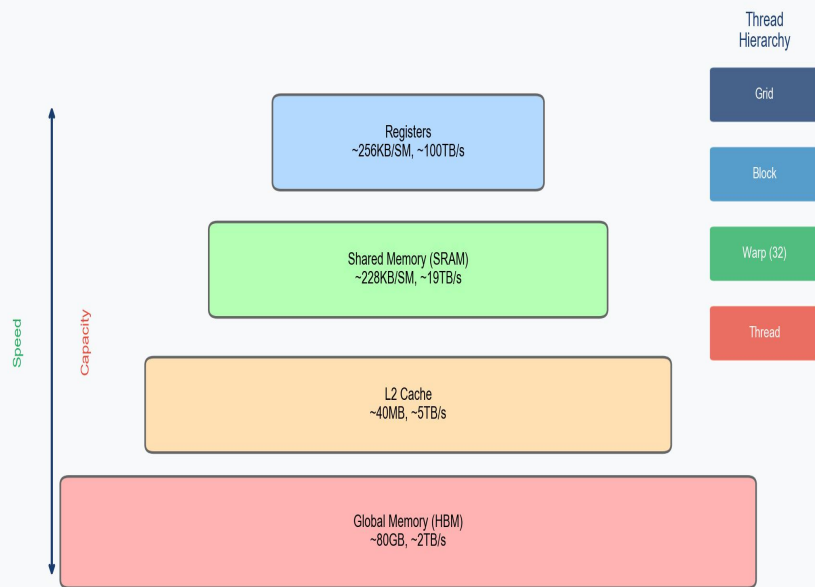 Thread
Hierarchy
Grid
Registers
~256KB/SM, ~100TB/s
Block
Shared Memory (SRAM)
~228KB/SM, ~19TB/s
Warp (32)
Thread
Speed
Capacity
L2 Cache
~40MB, ~5TB/s
Global Memory (HBM)
~80GB, ~2TB/s